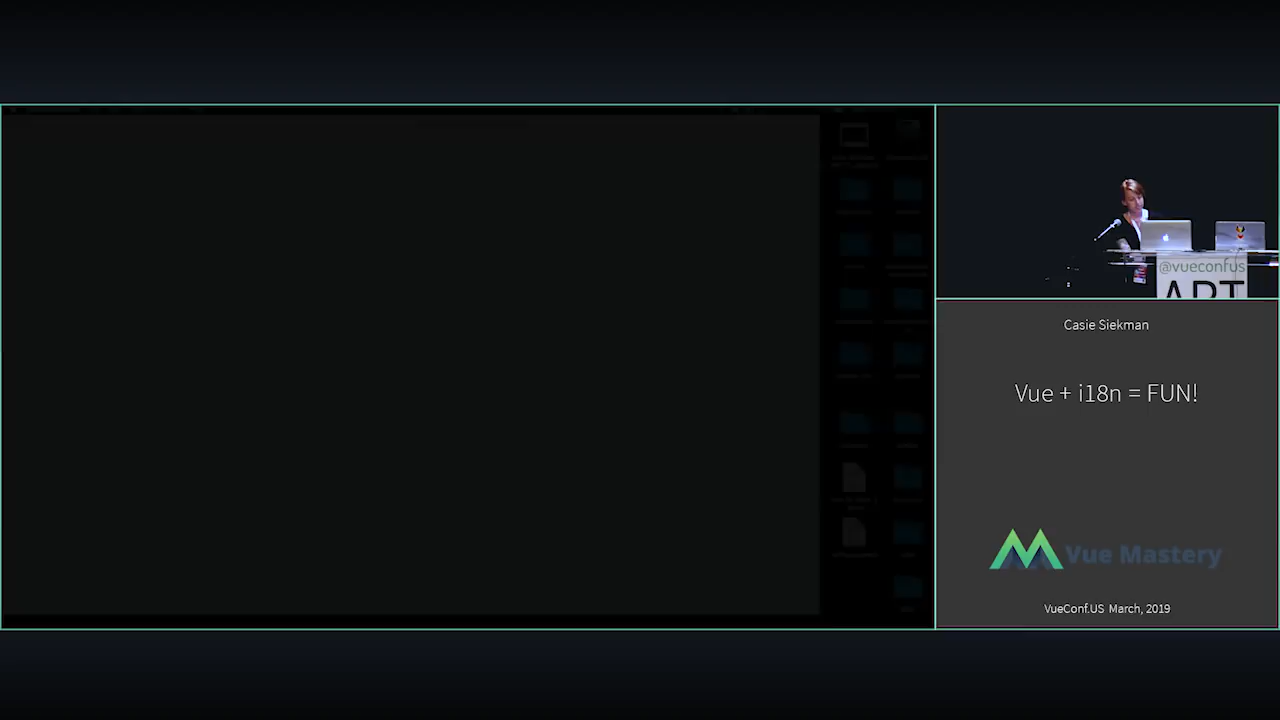 @vueconfus
ART
Casie Siekman
Vue + i18n = FUN!
Vue Mastery
VueConf.US March, 2019